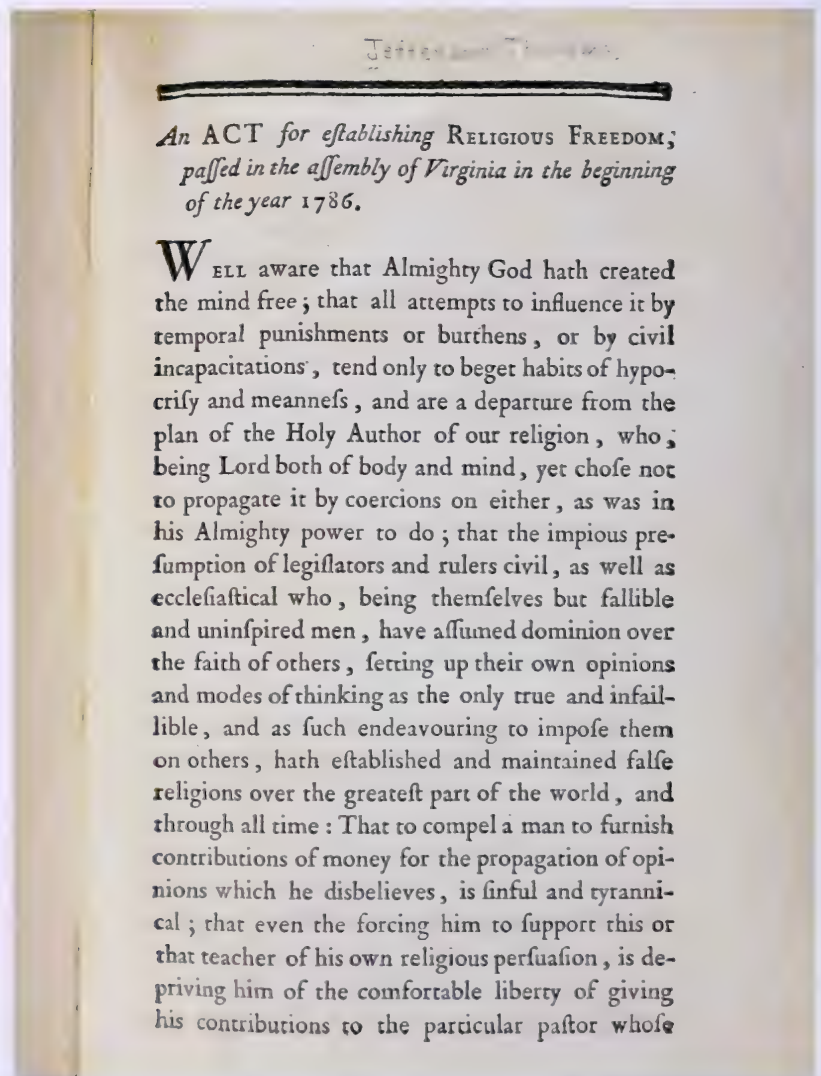 An ACT for eſtabliſhing RELIGIOUS FREEDOM;
paſſed in the aſſembly of Virginia in the beginning
of the year 1786.
WELL aware that Almighty God hath created
the mind free ; that all attempts to influence it by
temporal punishments or burthens , or by civil
incapacitations , tend only to beget habits of hypo-
criſy and meanneſs , and are a departure from the
plan of the Holy Author of our religion , who ,
being Lord both of body and mind , yet choſe not
to propagate it by coercions on either , as was in
his Almighty power to do ; that the impious pre-
ſumption of legiſlators and rulers civil , as well as
eccleſiaſtical who , being themſelves but fallible
and uninſpired men , have aſſumed dominion over
the faith of others , ſetting up their own opinions
and modes of thinking as the only true and infail-
lible , and as ſuch endeavouring to impoſe them
on others , hath eſtabliſhed and maintained falſe
religions over the greateſt part of the world , and
through all time : That to compel a man to furnish
contributions of money for the propagation of opi-
nions which he disbelieves , is ſinful and tyranni-
cal ; that even the forcing him to ſupport this or
that teacher of his own religious perſuaſion , is de-
priving him of the comfortable liberty of giving
his contributions to the particular paſtor whoſe